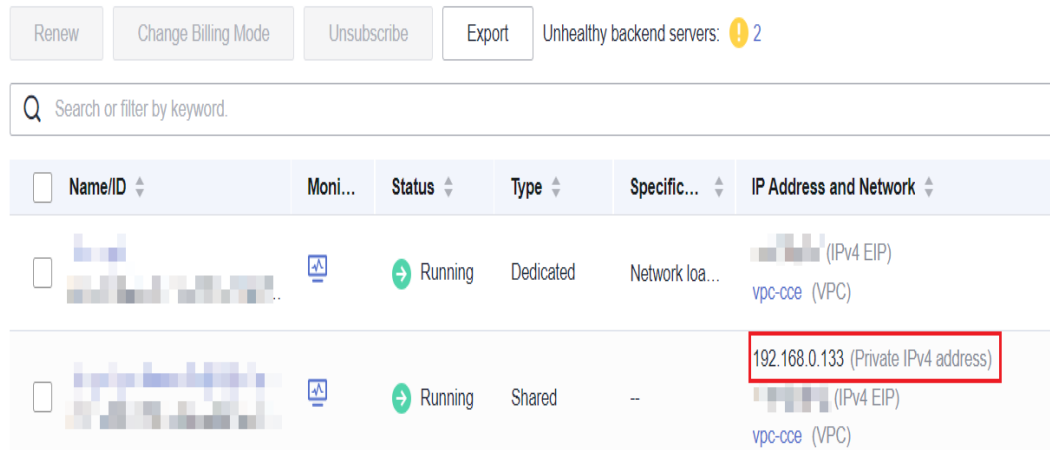 Renew Change Billing Mode Unsubscribe Export Unhealthy backend servers: 2
Search or filter by keyword.
Name/ID Moni... Status Type Specific... IP Address and Network
(IPv4 EIP)
.. Running Dedicated Network loa...
vpc-cce (VPC)
192.168.0.133 (Private IPv4 address)
Running Shared --
(IPv4 EIP)
vpc-cce (VPC)